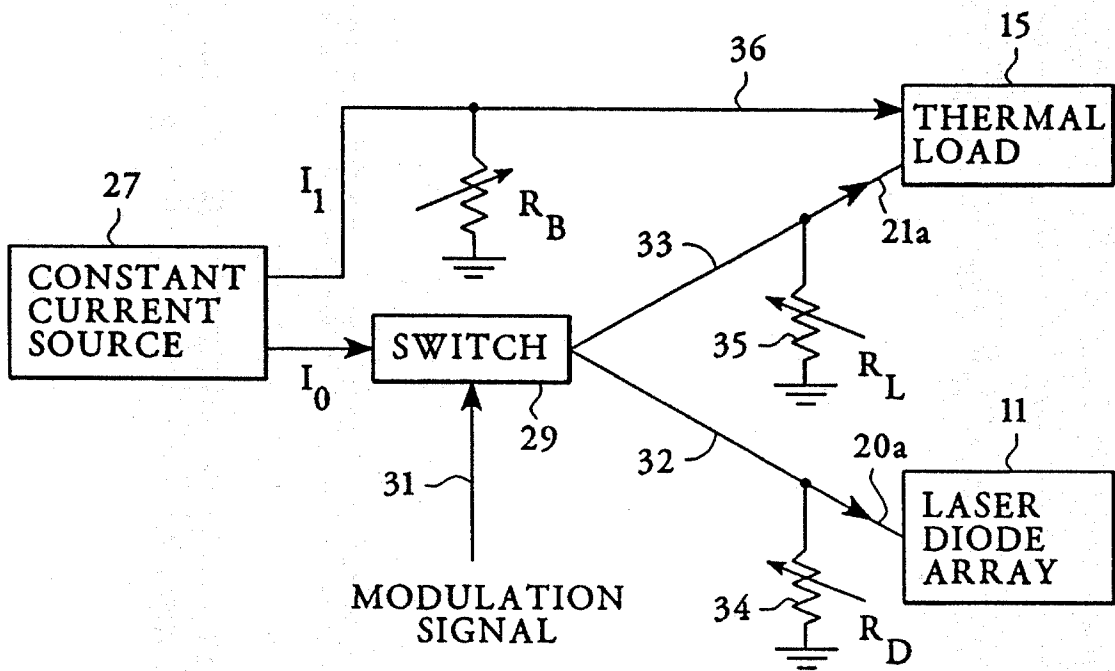 36
15
THERMAL
LOAD
I1
27
RB
33
21a
CONSTANT
CURRENT
SOURCE
SWITCH
35
RL
I0
29
11
32
20a
31
LASER
DIODE
ARRAY
MODULATION
SIGNAL
34
RD